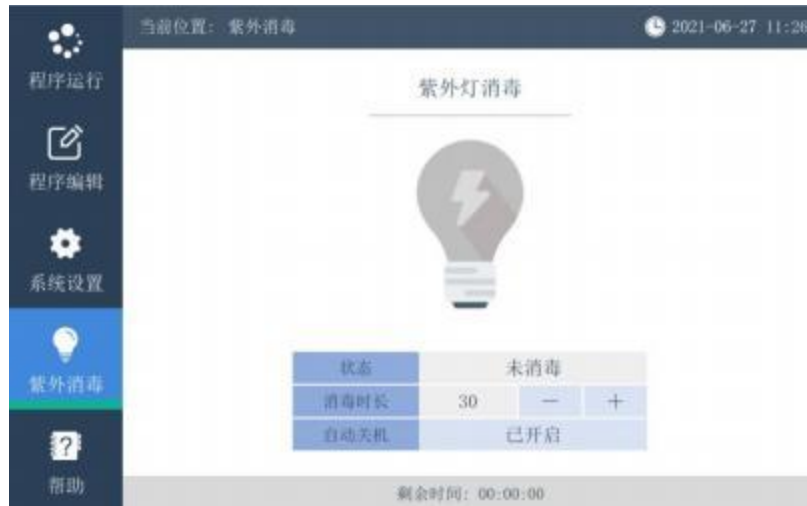 当前位置: 紫外消毒
2021-06-27 11:26
程序运行
程序编辑
系统设置
紫外消毒
帮助
紫外灯消毒
状态 未消毒
消毒时长 30 － +
自动关机 已开启
剩余时间: 00:00:00